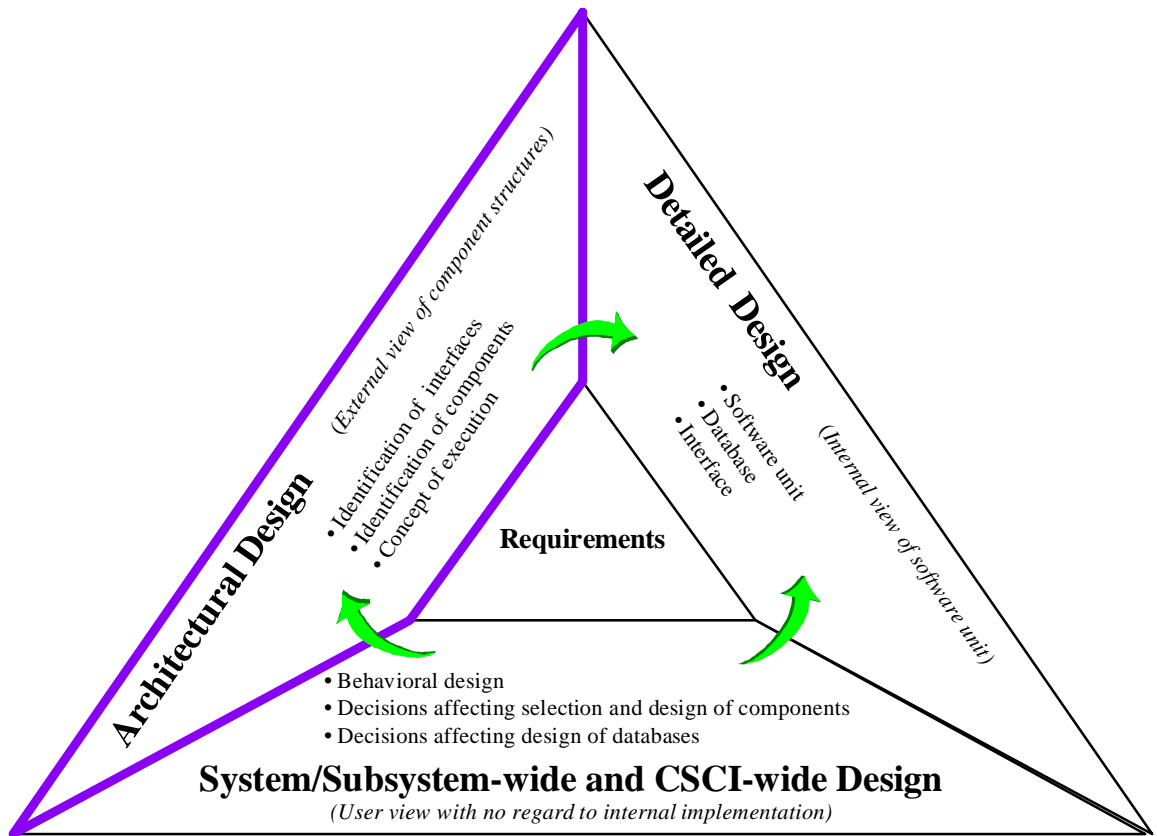 Architectural Design
(External view of component structures)
• Identification of interfaces
• Identification of components
• Concept of execution
Detailed Design
(Internal view of software unit)
• Software unit
• Database
• Interface
Requirements
• Behavioral design
• Decisions affecting selection and design of components
• Decisions affecting design of databases
System/Subsystem-wide and CSCI-wide Design
(User view with no regard to internal implementation)